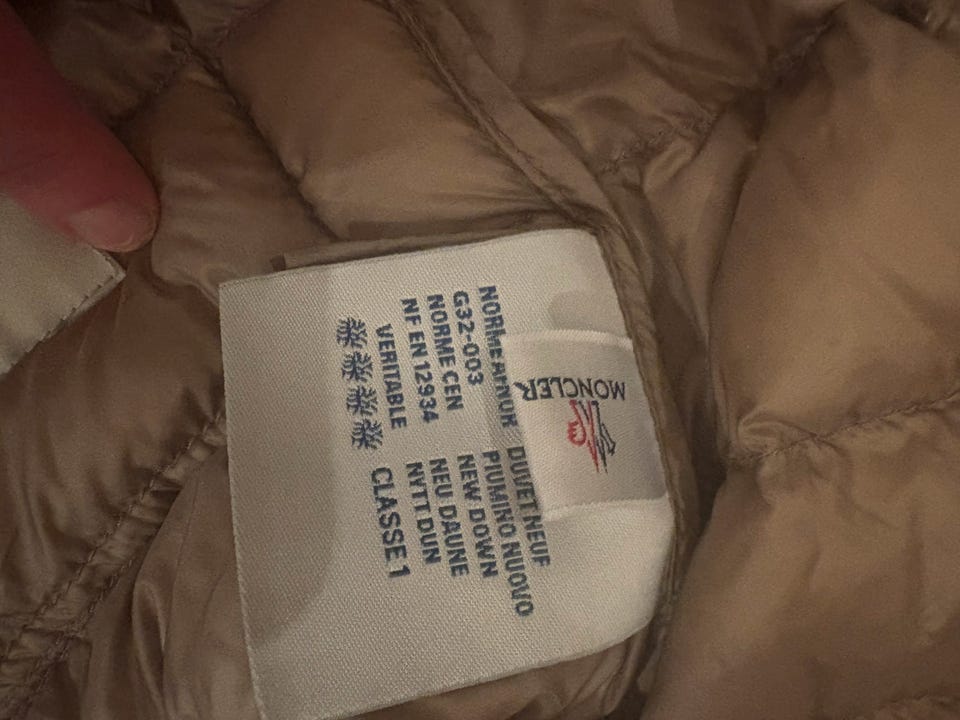 MONCLER
NORME AFNOR DUVET NEUF
G32-003 PIUMINO NUOVO
NORME CEN NEW DOWN
NF EN 12934 NEU DAUNE
VERITABLE NYTT DUN
CLASSE 1